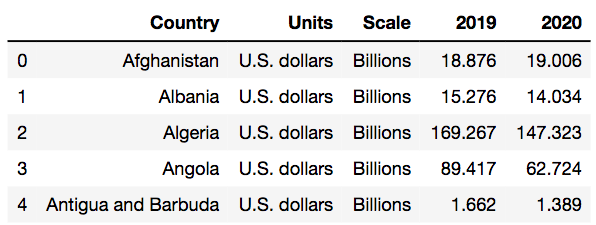 Country Units Scale 2019 2020
0 Afghanistan U.S. dollars Billions 18.876 19.006
1 Albania U.S. dollars Billions 15.276 14.034
2 Algeria U.S. dollars Billions 169.267 147.323
3 Angola U.S. dollars Billions 89.417 62.724
4 Antigua and Barbuda U.S. dollars Billions 1.662 1.389